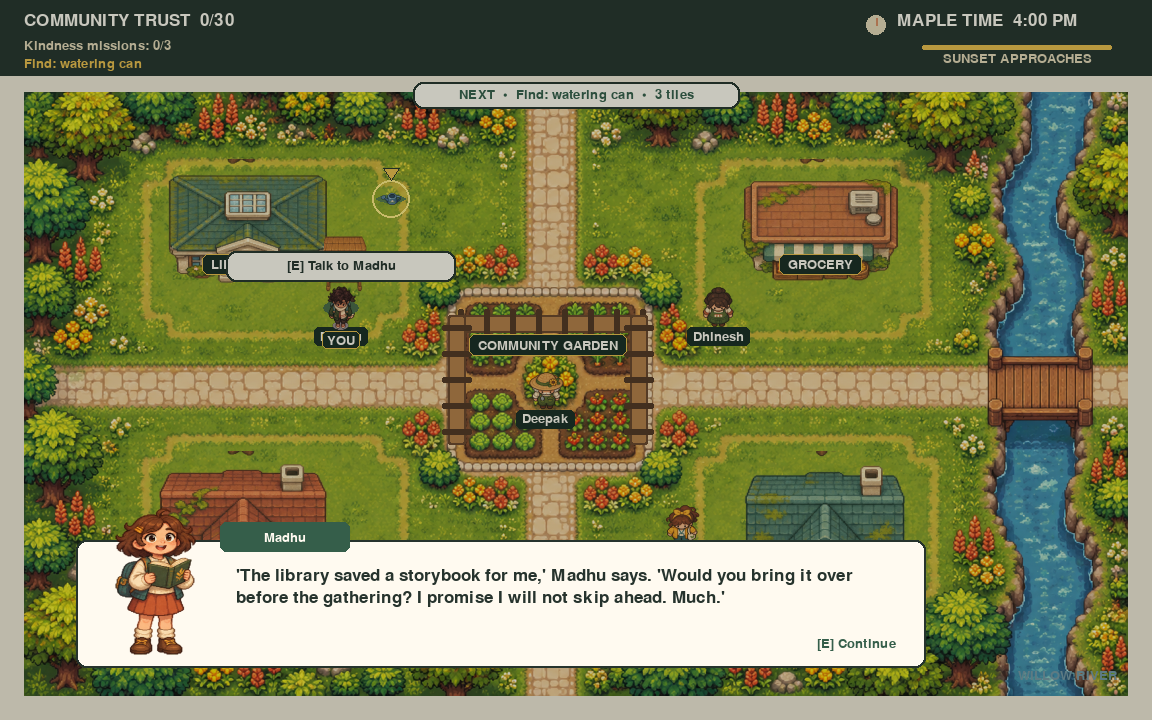 COMMUNITY TRUST 0/30
MAPLE TIME 4:00 PM
Kindness missions: 0/3
Find: watering can
SUNSET APPROACHES
NEXT • Find: watering can • 3 tiles
[E] Talk to Madhu
GROCERY
YOU
Dhinesh
COMMUNITY GARDEN
Deepak
Madhu
'The library saved a storybook for me,' Madhu says. 'Would you bring it over
before the gathering? I promise I will not skip ahead. Much.'
[E] Continue
WILLOW RIVER